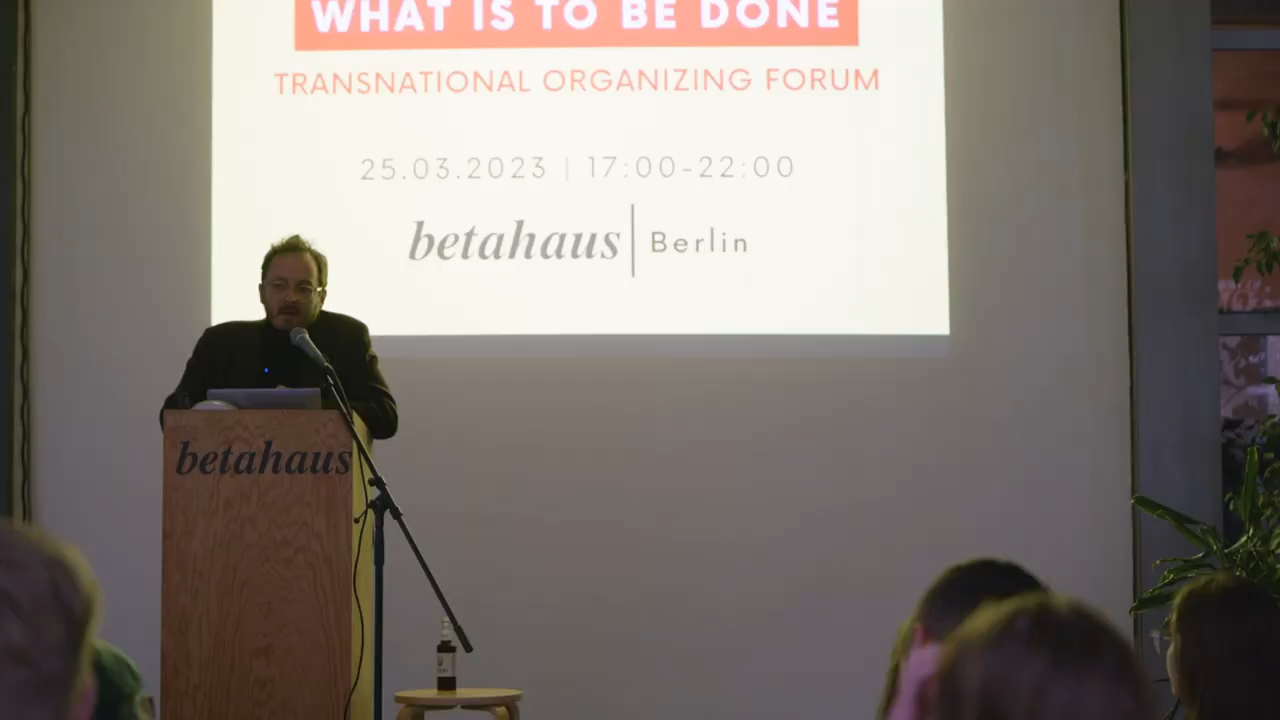 WHAT IS TO BE DONE
TRANSNATIONAL ORGANIZING FORUM
25.03.2023 | 17:00-22:00
betahaus | Berlin
betahaus